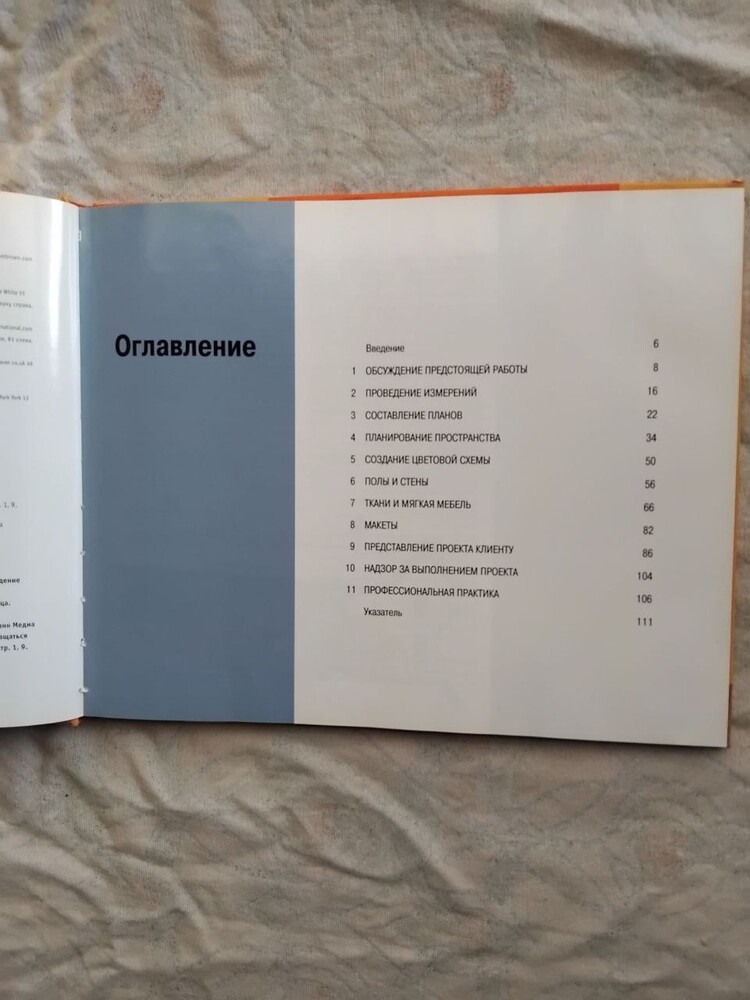 Оглавление
Введение 6
1 ОБСУЖДЕНИЕ ПРЕДСТОЯЩЕЙ РАБОТЫ 8
2 ПРОВЕДЕНИЕ ИЗМЕРЕНИЙ 16
3 СОСТАВЛЕНИЕ ПЛАНОВ 22
4 ПЛАНИРОВАНИЕ ПРОСТРАНСТВА 34
5 СОЗДАНИЕ ЦВЕТОВОЙ СХЕМЫ 50
6 ПОЛЫ И СТЕНЫ 56
7 ТКАНИ И МЯГКАЯ МЕБЕЛЬ 66
8 МАКЕТЫ 82
9 ПРЕДСТАВЛЕНИЕ ПРОЕКТА КЛИЕНТУ 86
10 НАДЗОР ЗА ВЫПОЛНЕНИЕМ ПРОЕКТА 104
11 ПРОФЕССИОНАЛЬНАЯ ПРАКТИКА 106
Указатель 111